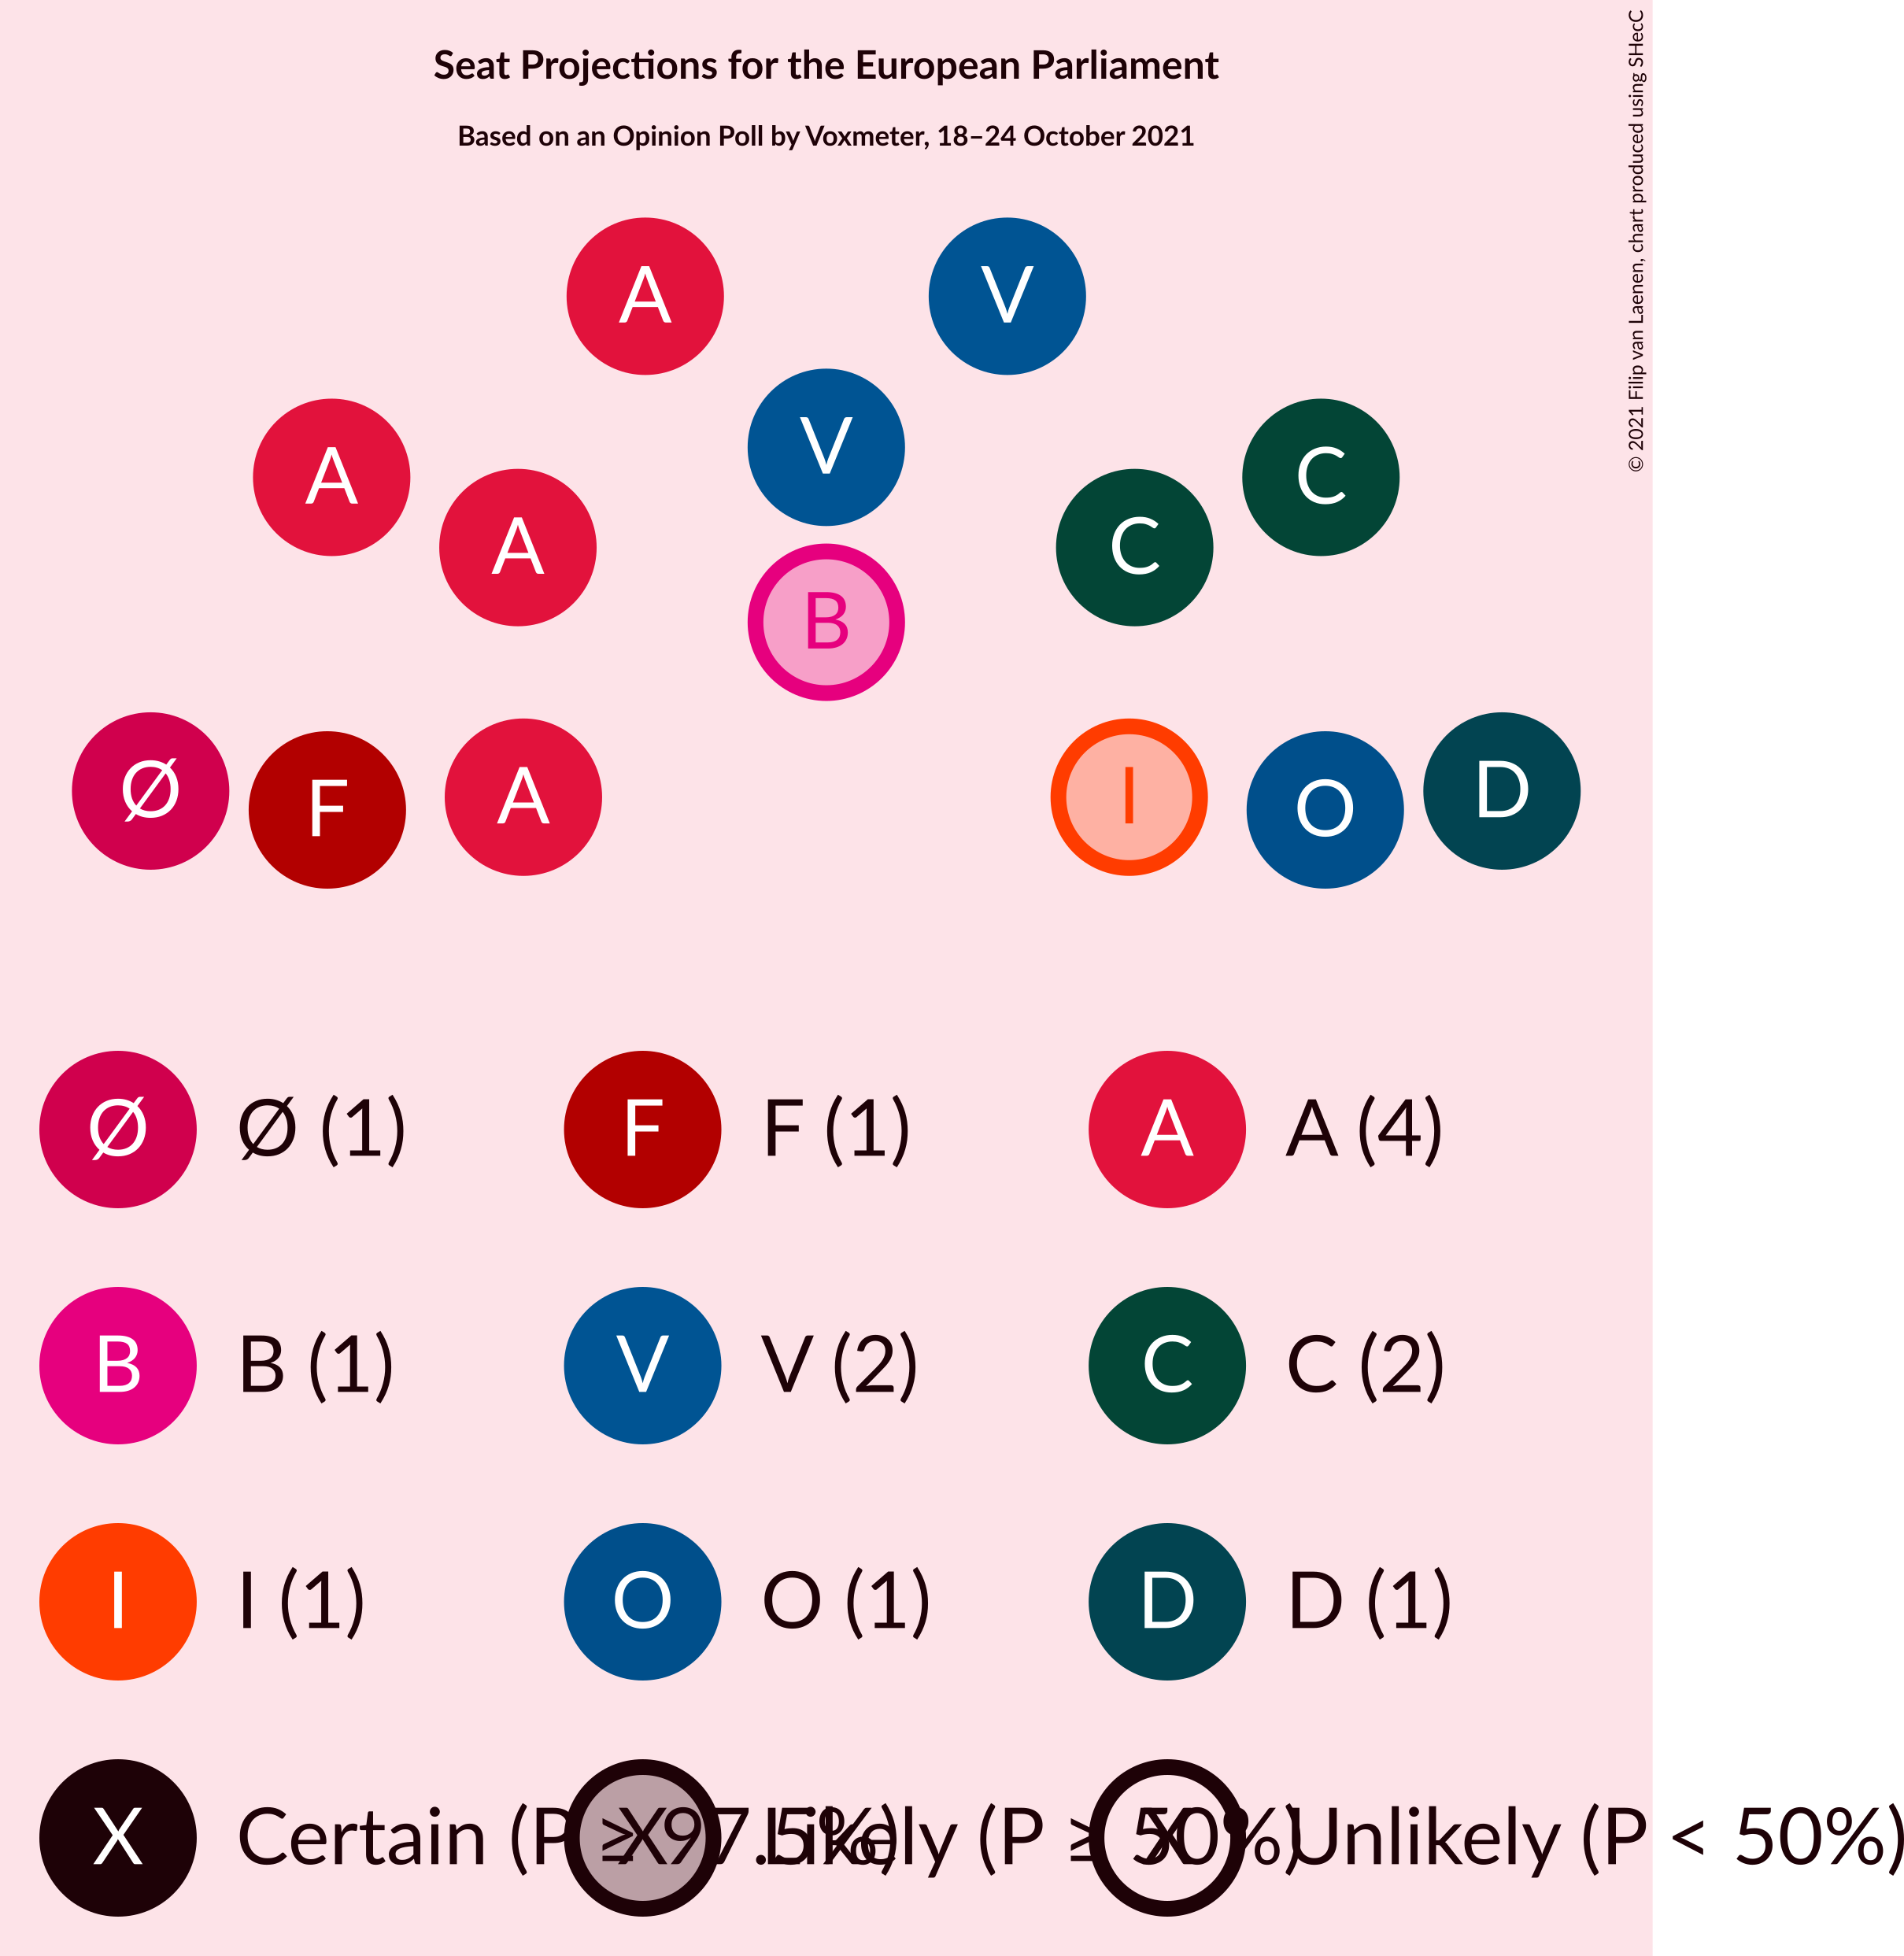 Seat Projections for the European Parliament
Based on an Opinion Poll by Voxmeter, 18–24 October 2021
© 2021 Filip van Laenen, chart produced using SHecC
A V
V
A C
A C
B
Ø A I D
F O
Ø Ø (1) F F (1) A A (4)
B B (1) V V (2) C C (2)
I I (1) O O (1) D D (1)
X Certain (P ≥ 97.5%) X Likely (P ≥ 50%) X Unlikely (P < 50%)